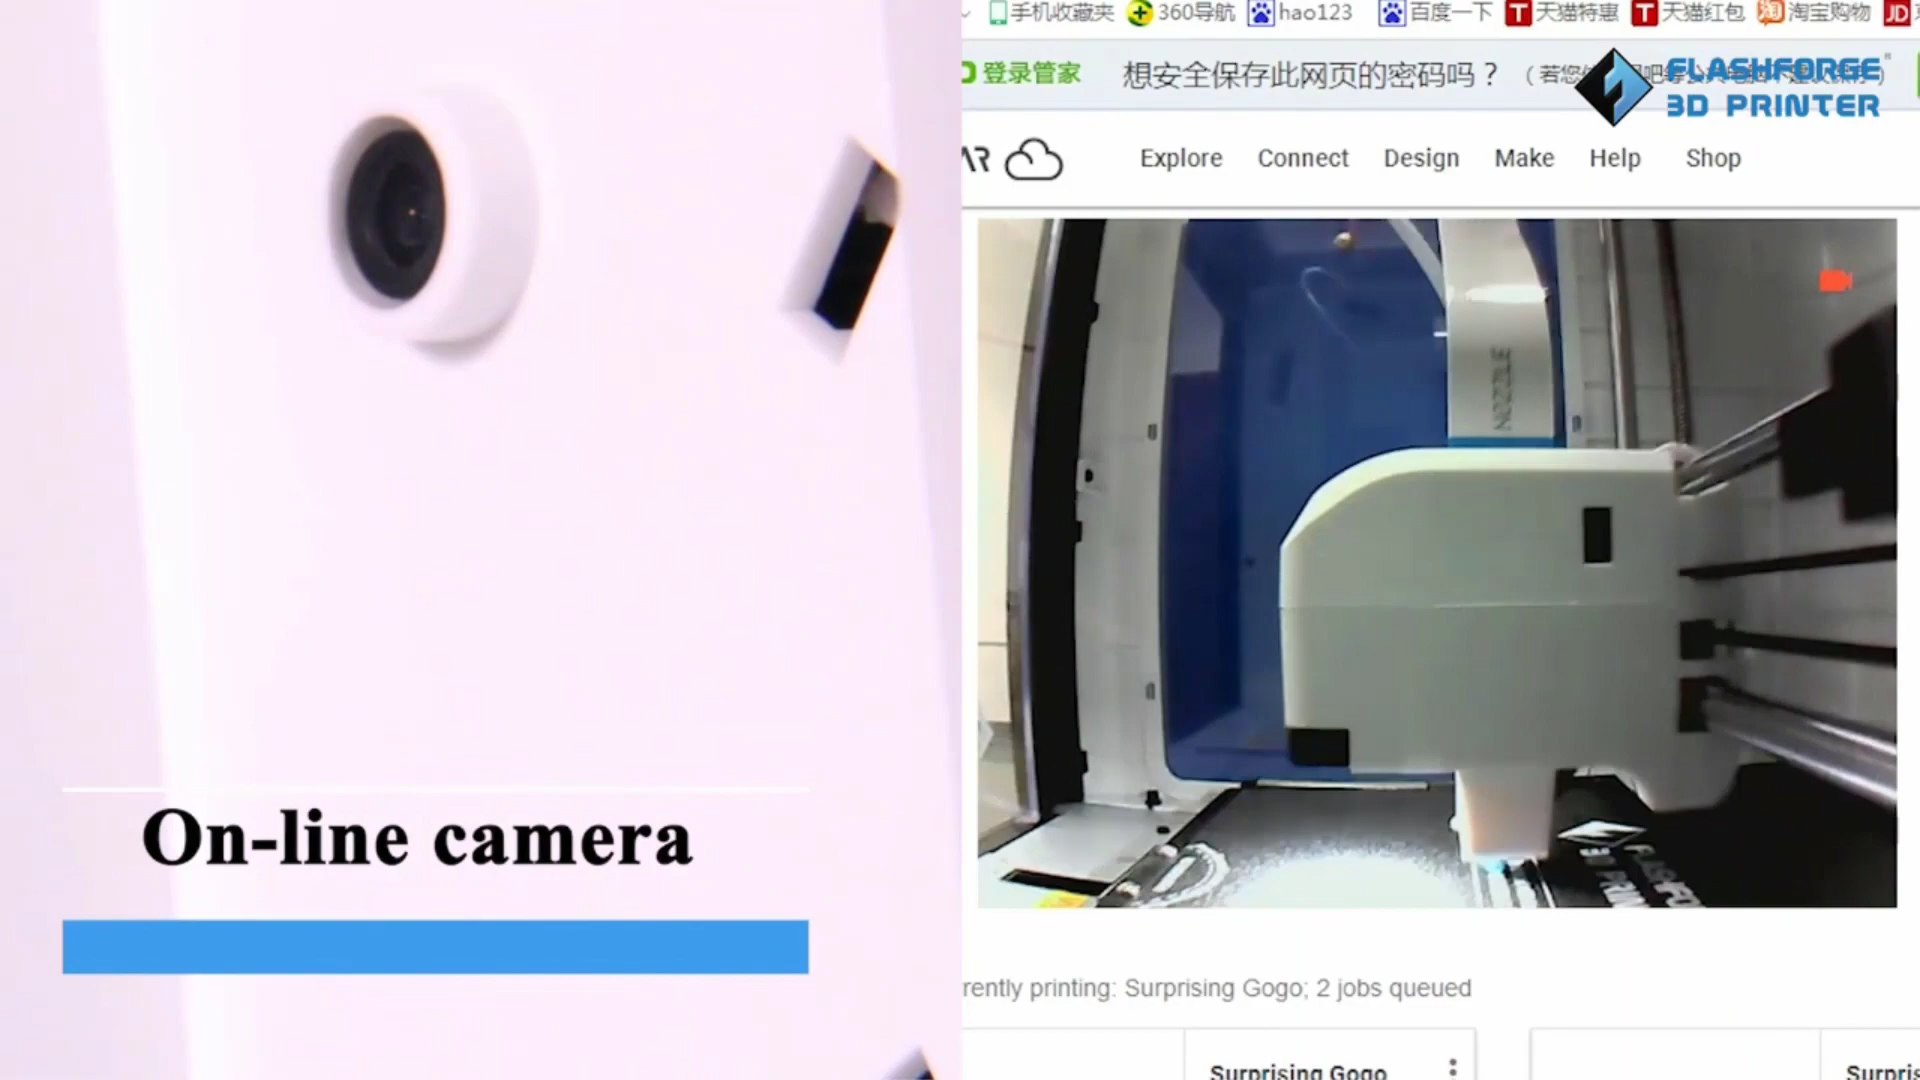 On-line camera
手机收藏夹 360导航 hao123 百度一下 天猫特惠 天猫红包 淘宝购物 JD
登录管家 想安全保存此网页的密码吗？
FLASHFORGE
3D PRINTER
Explore Connect Design Make Help Shop
NOZZLE
rently printing: Surprising Gogo; 2 jobs queued
Surprising Gogo
Surpris